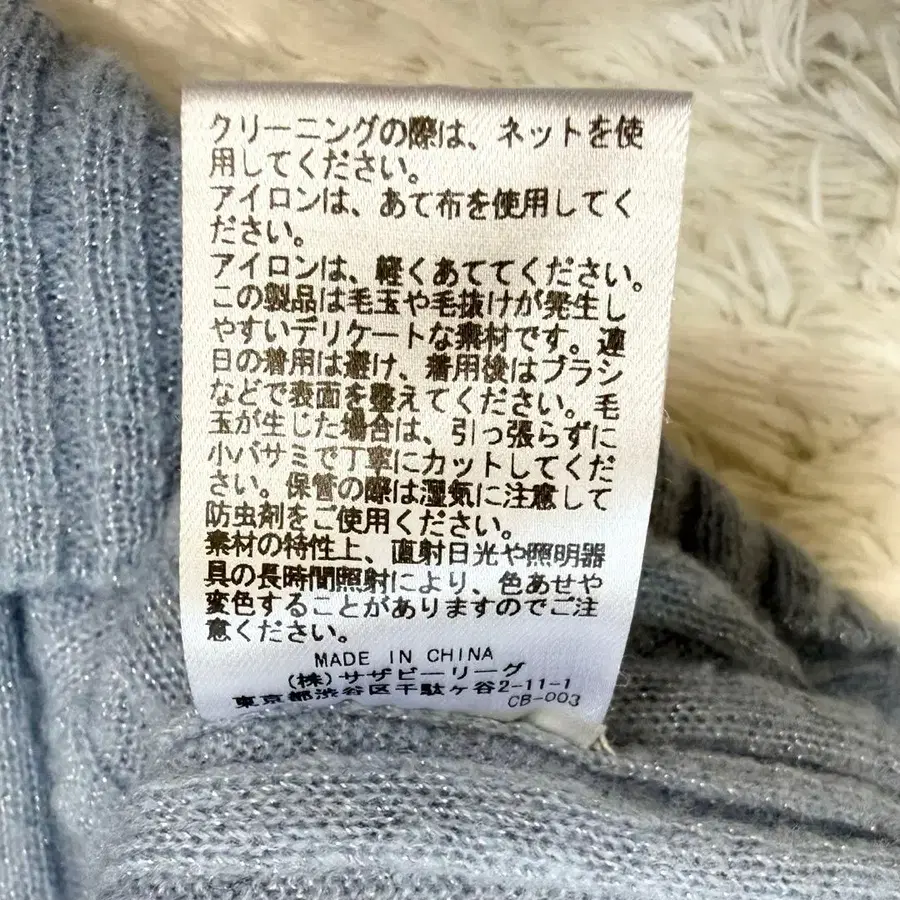 クリーニングの際は、ネットを使
用してください。
アイロンは、あて布を使用してく
ださい。
アイロンは、軽くあててください。
この製品は毛玉や毛抜けが発生し
やすいデリケートな素材です。連
日の着用は避け、着用後はブラシ
などで表面を整えてください。毛
玉が生じた場合は、引っ張らずに
小バサミで丁寧にカットしてくだ
さい。保管の際は湿気に注意して
防虫剤をご使用ください。
素材の特性上、直射日光や照明器
具の長時間照射により、色あせや
変色することがありますのでご注
意ください。
MADE IN CHINA
(株)サザビーリーグ
東京都渋谷区千駄ヶ谷2-11-1
CB-003